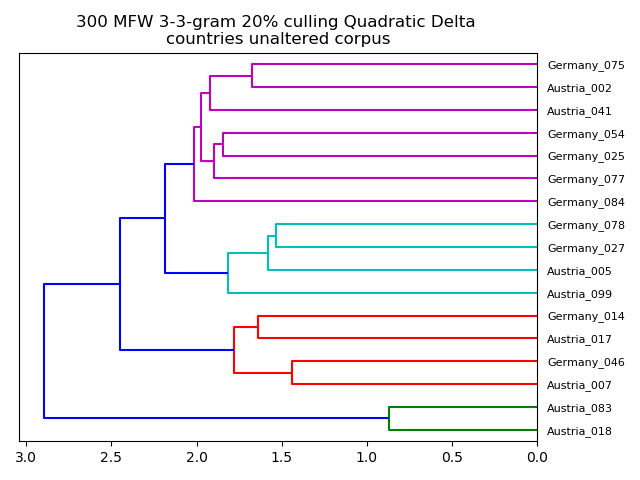 300 MFW 3-3-gram 20% culling Quadratic Delta
countries unaltered corpus
Germany_075
Austria_002
Austria_041
Germany_054
Germany_025
Germany_077
Germany_084
Germany_078
Germany_027
Austria_005
Austria_099
Germany_014
Austria_017
Germany_046
Austria_007
Austria_083
Austria_018
3.0 2.5 2.0 1.5 1.0 0.5 0.0